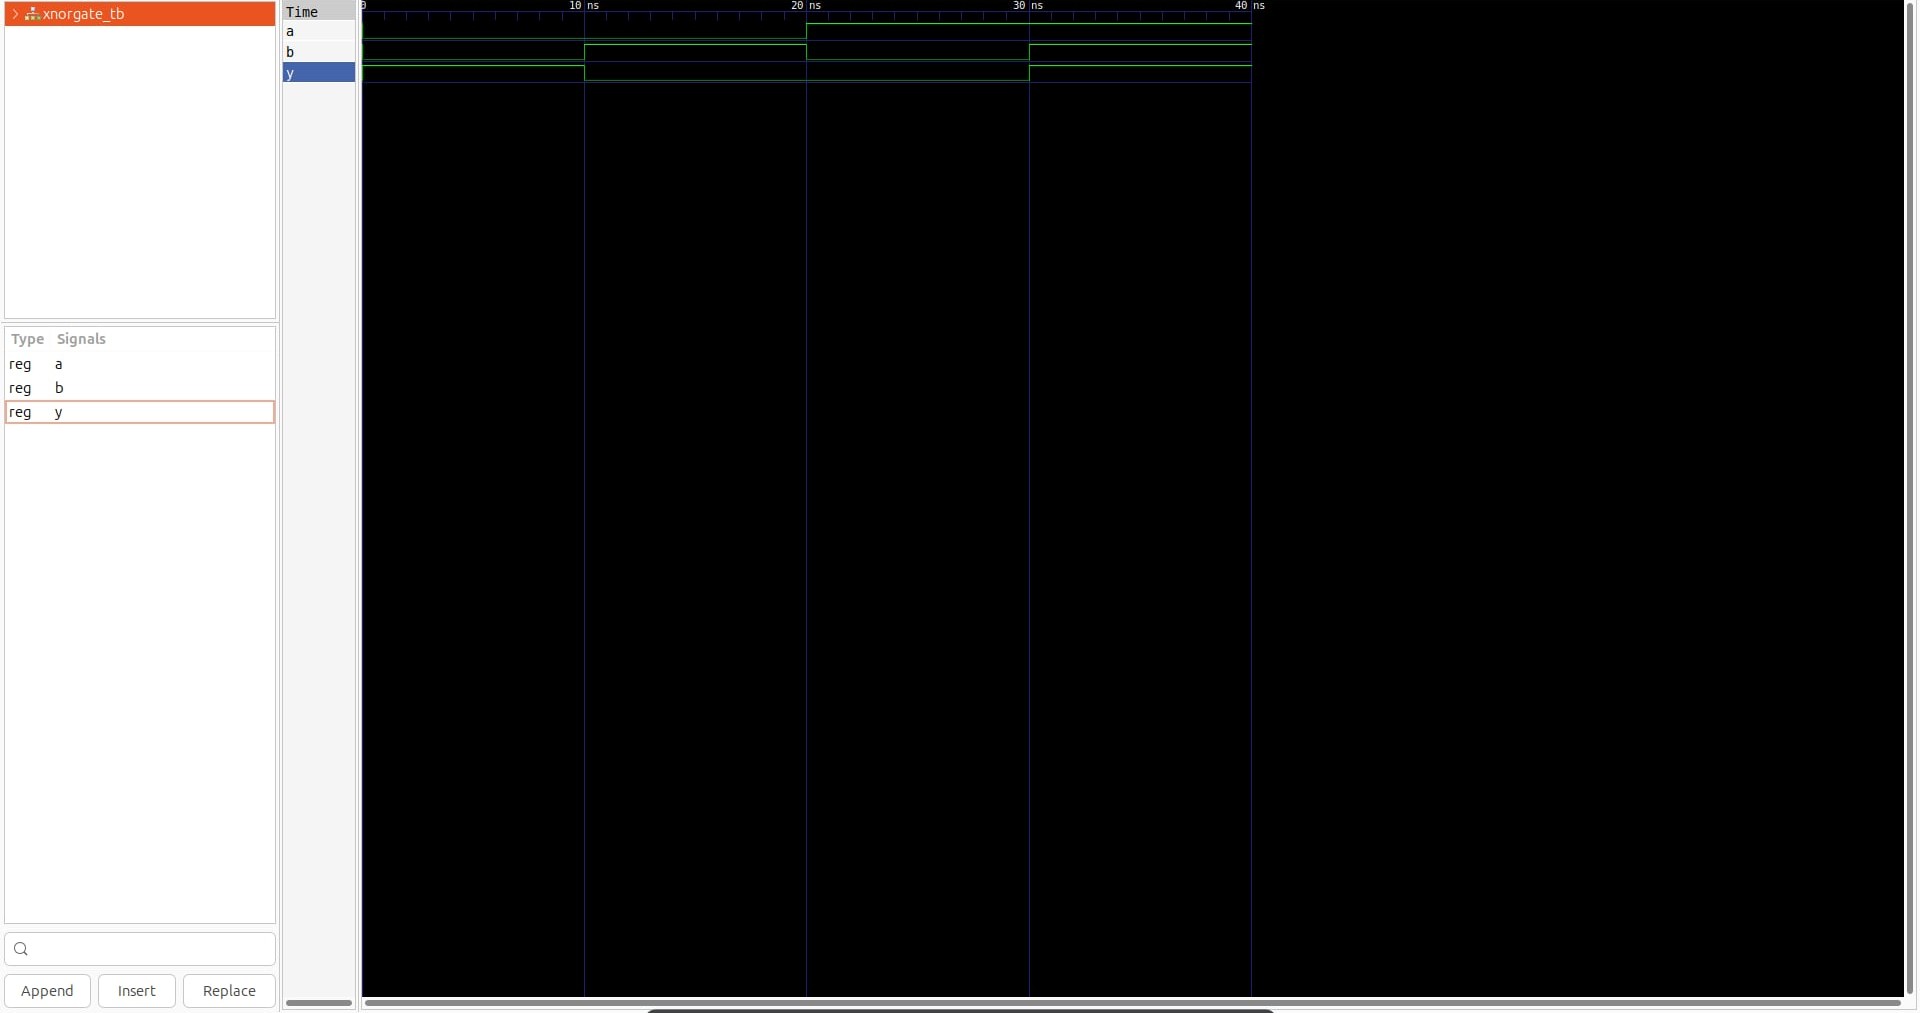 xnorgate_tb
Type Signals
reg a
reg b
reg y
Append Insert Replace
Time
a
b
y
0 10 ns 20 ns 30 ns 40 ns